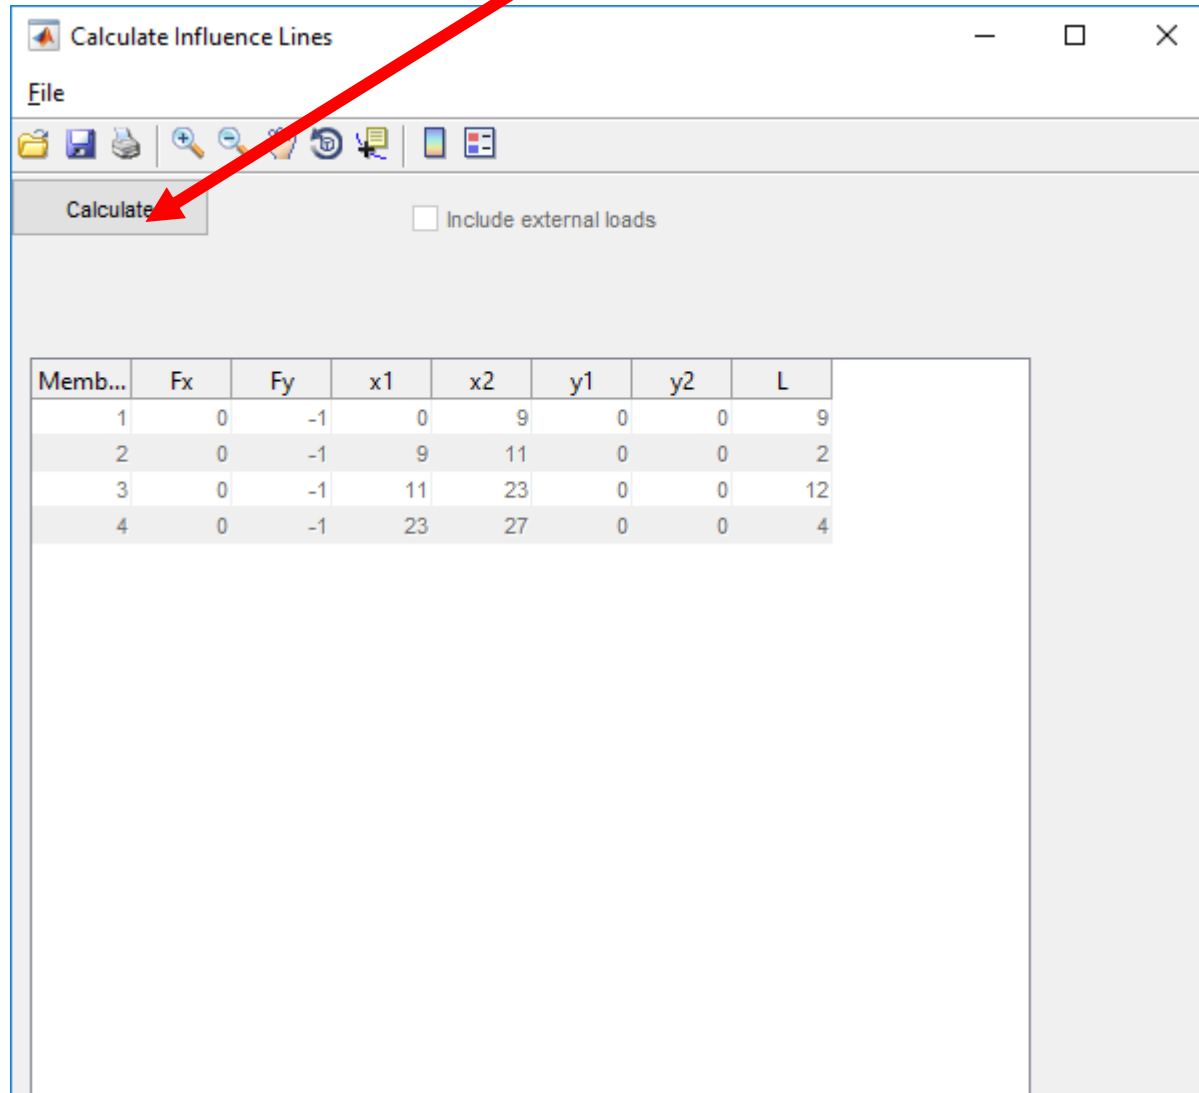 Calculate Influence Lines
File
Calculate
Include external loads
Memb... Fx Fy x1 x2 y1 y2 L
1 0 -1 0 9 0 0 9
2 0 -1 9 11 0 0 2
3 0 -1 11 23 0 0 12
4 0 -1 23 27 0 0 4